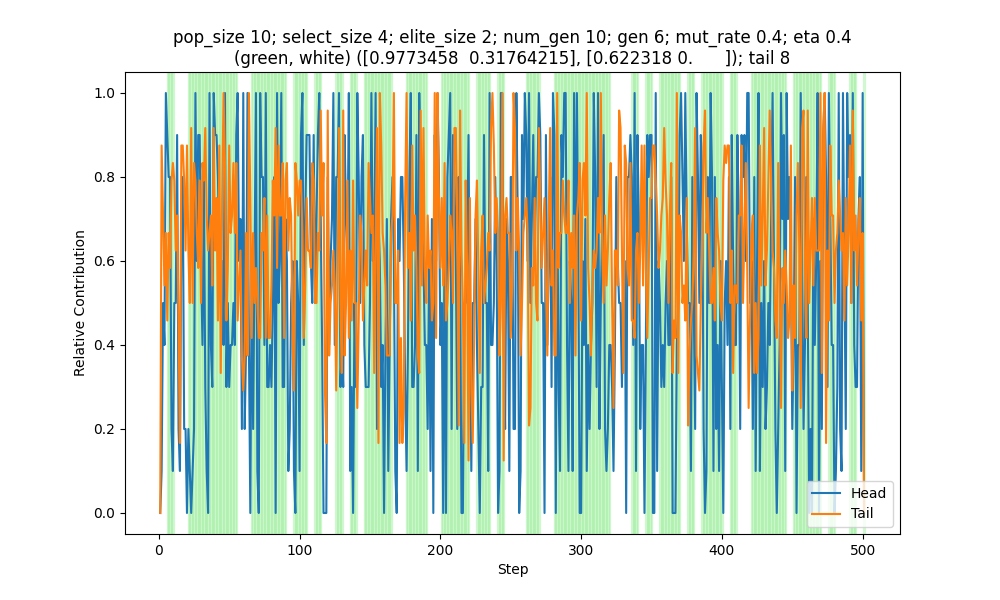 pop_size 10; select_size 4; elite_size 2; num_gen 10; gen 6; mut_rate 0.4; eta 0.4
(green, white) ([0.9773458  0.31764215], [0.622318 0.       ]); tail 8
1.0
0.8
0.6
0.4
0.2
0.0
Relative Contribution
Head
Tail
0 100 200 300 400 500
Step